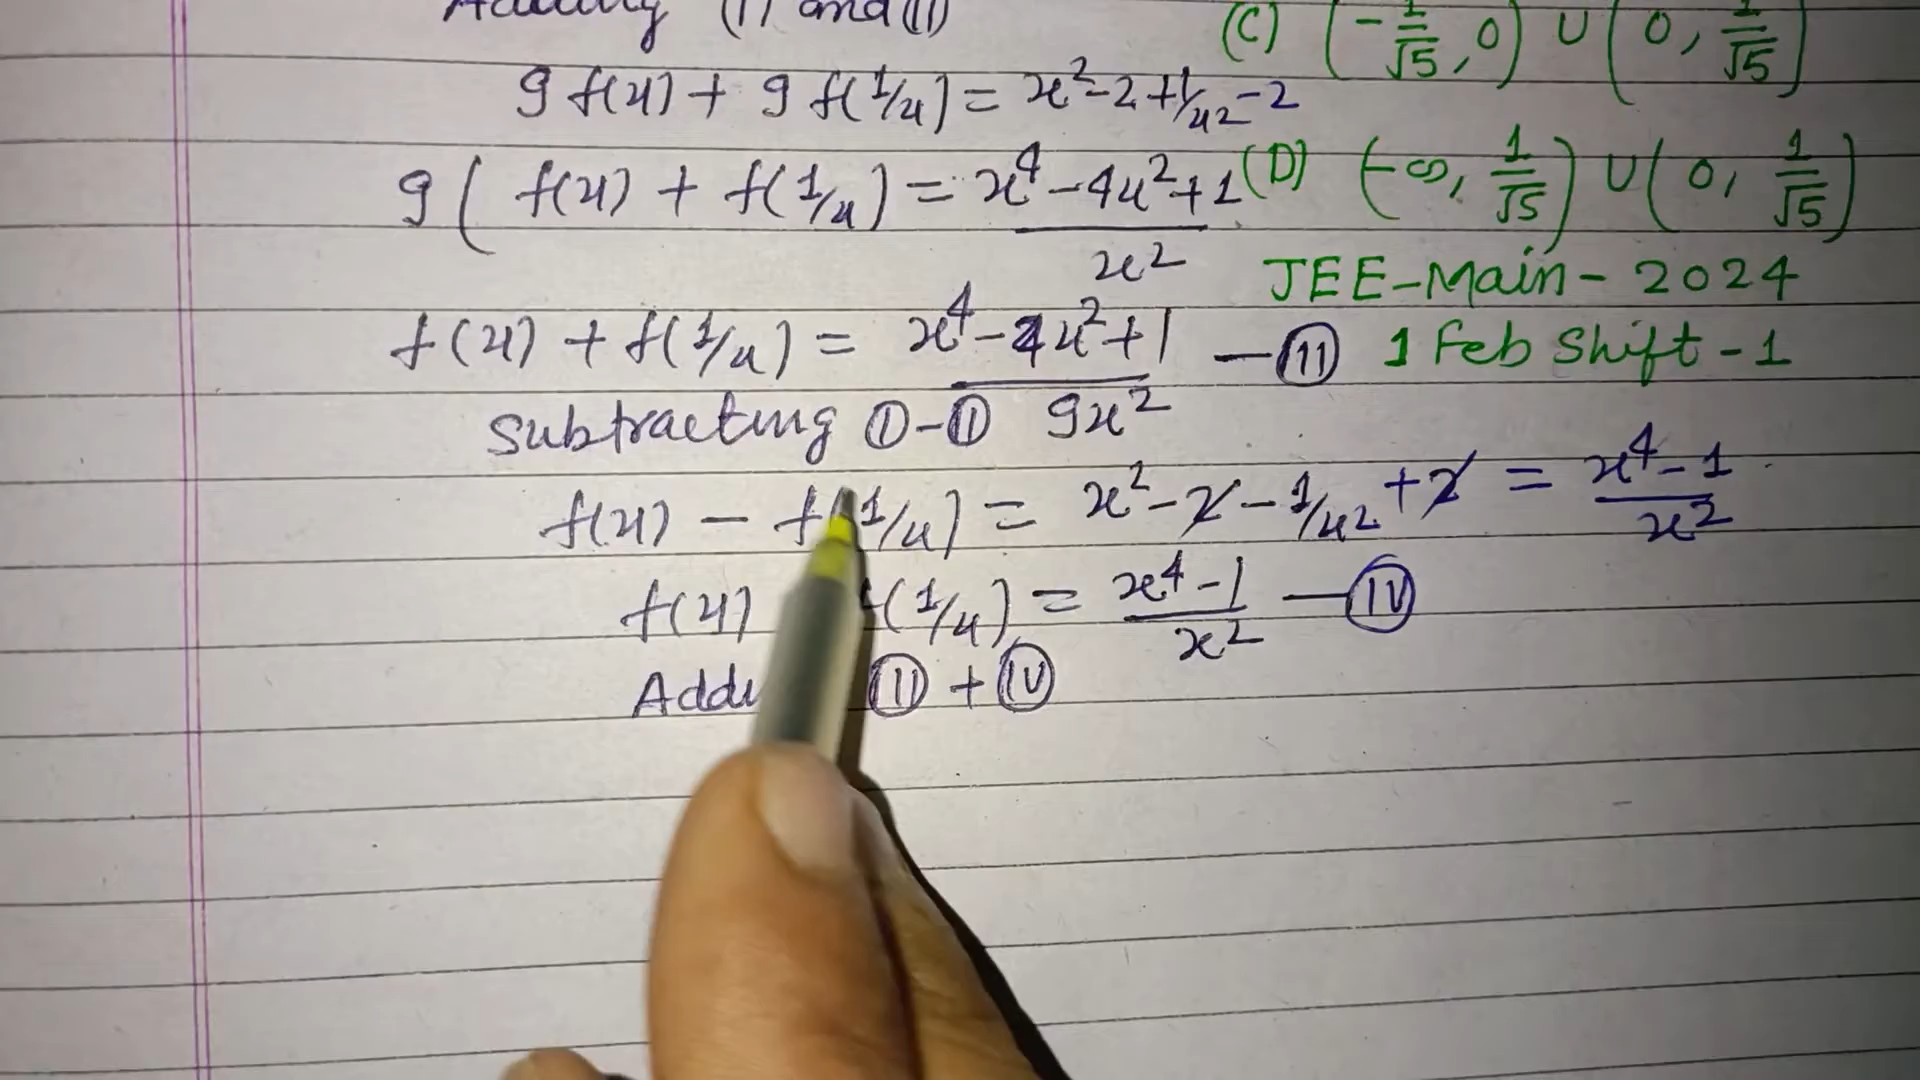 Adding (I) and (II)
(C) (-1/√5, 0) ∪ (0, 1/√5)
9 f(x) + 9 f(1/x) = x² - 2 + 1/x² - 2
9 ( f(x) + f(1/x) ) = x⁴ - 4x² + 1 / x²
(D) (-∞, 1/√5) ∪ (0, 1/√5)
JEE-Main- 2024
f(x) + f(1/x) = x⁴ - 4x² + 1 / 9x² — (III)
1 Feb Shift - 1
Subtracting (I) - (II)
f(x) - f(1/x) = x² - 2 - 1/x² + 2 = x⁴ - 1 / x²
f(x) f(1/x) = x⁴ - 1 / x² — (IV)
(III) + (IV)